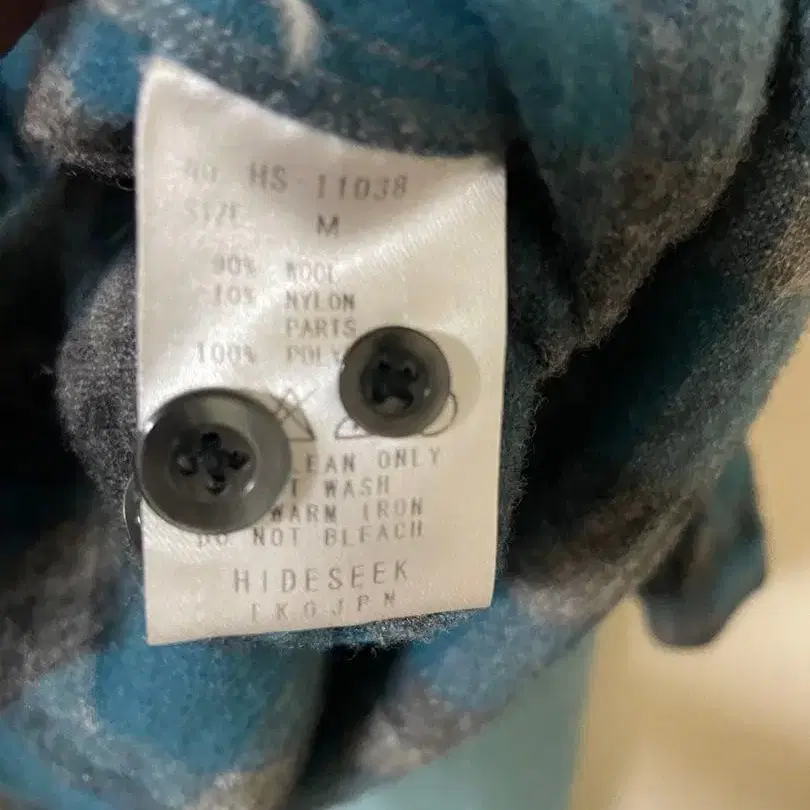 NO HS-11038
SIZE M
90% WOOL
10% NYLON
PARTS
100% POLY
LEAN ONLY
T WASH
WARM IRON
DO NOT BLEACH
HIDESEEK
TKOJPN